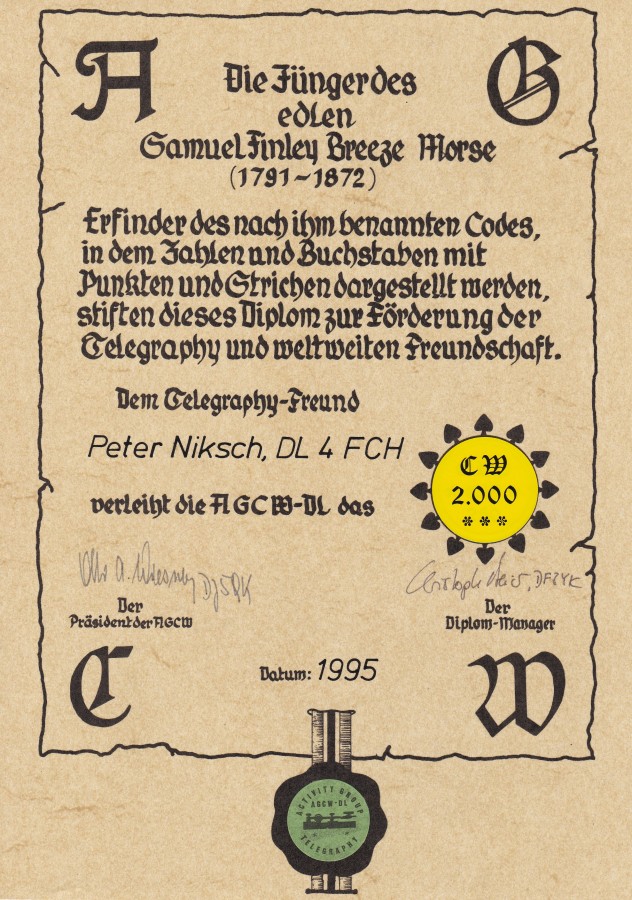 A G
Die Jünger des
edlen
Samuel Finley Breeze Morse
(1791-1872)
Erfinder des nach ihm benannten Codes,
in dem Zahlen und Buchstaben mit
Punkten und Strichen dargestellt werden,
stiften dieses Diplom zur Förderung der
Telegraphy und weltweiten Freundschaft.
Dem Telegraphy-Freund
Peter Niksch, DL 4 FCH
verleiht die AGCW-DL das
CW
2.000
***
DJ5QK
Christoph DF9YK
Der
Präsident der AGCW
Der
Diplom-Manager
Datum: 1995
C W
ACTIVITY GROUP
AGCW-DL
TELEGRAPHY